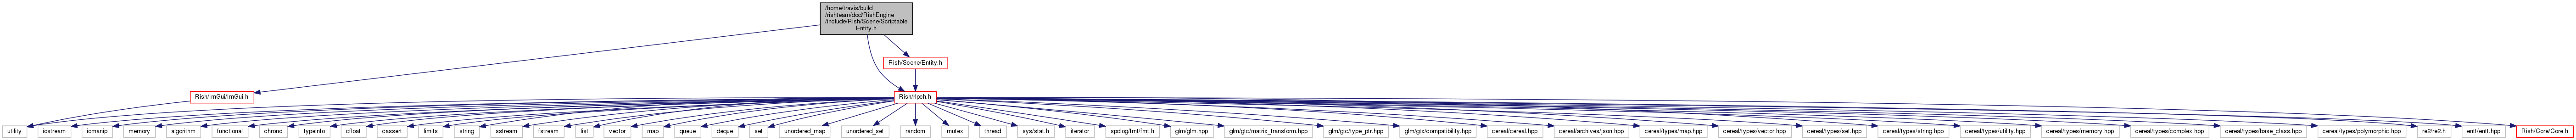 /home/travis/build
/rishteam/dod/RishEngine
/include/Rish/Scene/Scriptable
Entity.h
Rish/Scene/Entity.h
Rish/ImGui/ImGui.h
Rish/rlpch.h
utility
iostream
iomanip
memory
algorithm
functional
chrono
typeinfo
cfloat
cassert
limits
string
sstream
fstream
list
vector
map
queue
deque
set
unordered_map
unordered_set
random
mutex
thread
sys/stat.h
iterator
spdlog/fmt/fmt.h
glm/glm.hpp
glm/gtc/matrix_transform.hpp
glm/gtc/type_ptr.hpp
glm/gtx/compatibility.hpp
cereal/cereal.hpp
cereal/archives/json.hpp
cereal/types/map.hpp
cereal/types/vector.hpp
cereal/types/set.hpp
cereal/types/string.hpp
cereal/types/utility.hpp
cereal/types/memory.hpp
cereal/types/complex.hpp
cereal/types/base_class.hpp
cereal/types/polymorphic.hpp
re2/re2.h
entt/entt.hpp
Rish/Core/Core.h